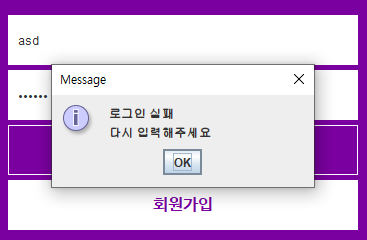 asd
Message
로그인 실패
다시 입력해주세요
OK
회원가입